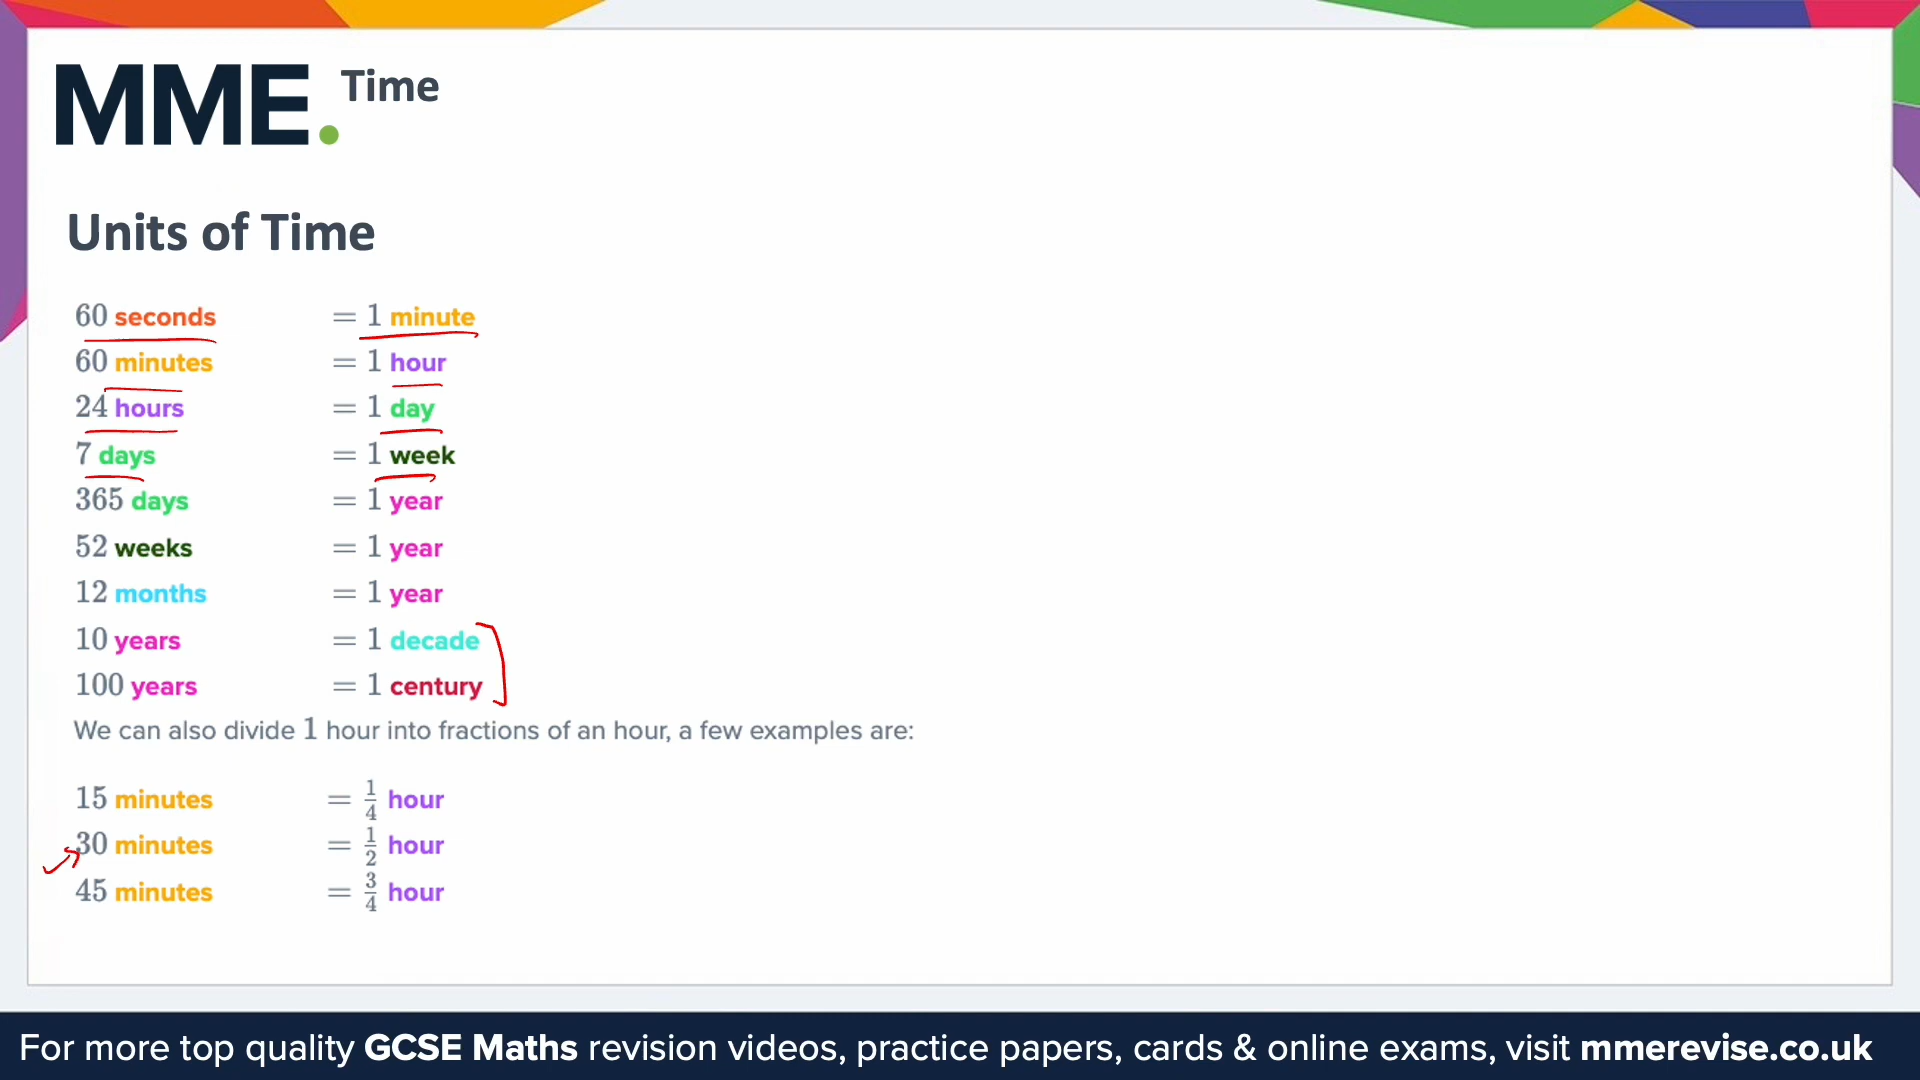 MME. Time
Units of Time
60 seconds = 1 minute
60 minutes = 1 hour
24 hours = 1 day
7 days = 1 week
365 days = 1 year
52 weeks = 1 year
12 months = 1 year
10 years = 1 decade
100 years = 1 century
We can also divide 1 hour into fractions of an hour, a few examples are:
15 minutes = 1/4 hour
30 minutes = 1/2 hour
45 minutes = 3/4 hour
For more top quality GCSE Maths revision videos, practice papers, cards & online exams, visit mmerevise.co.uk